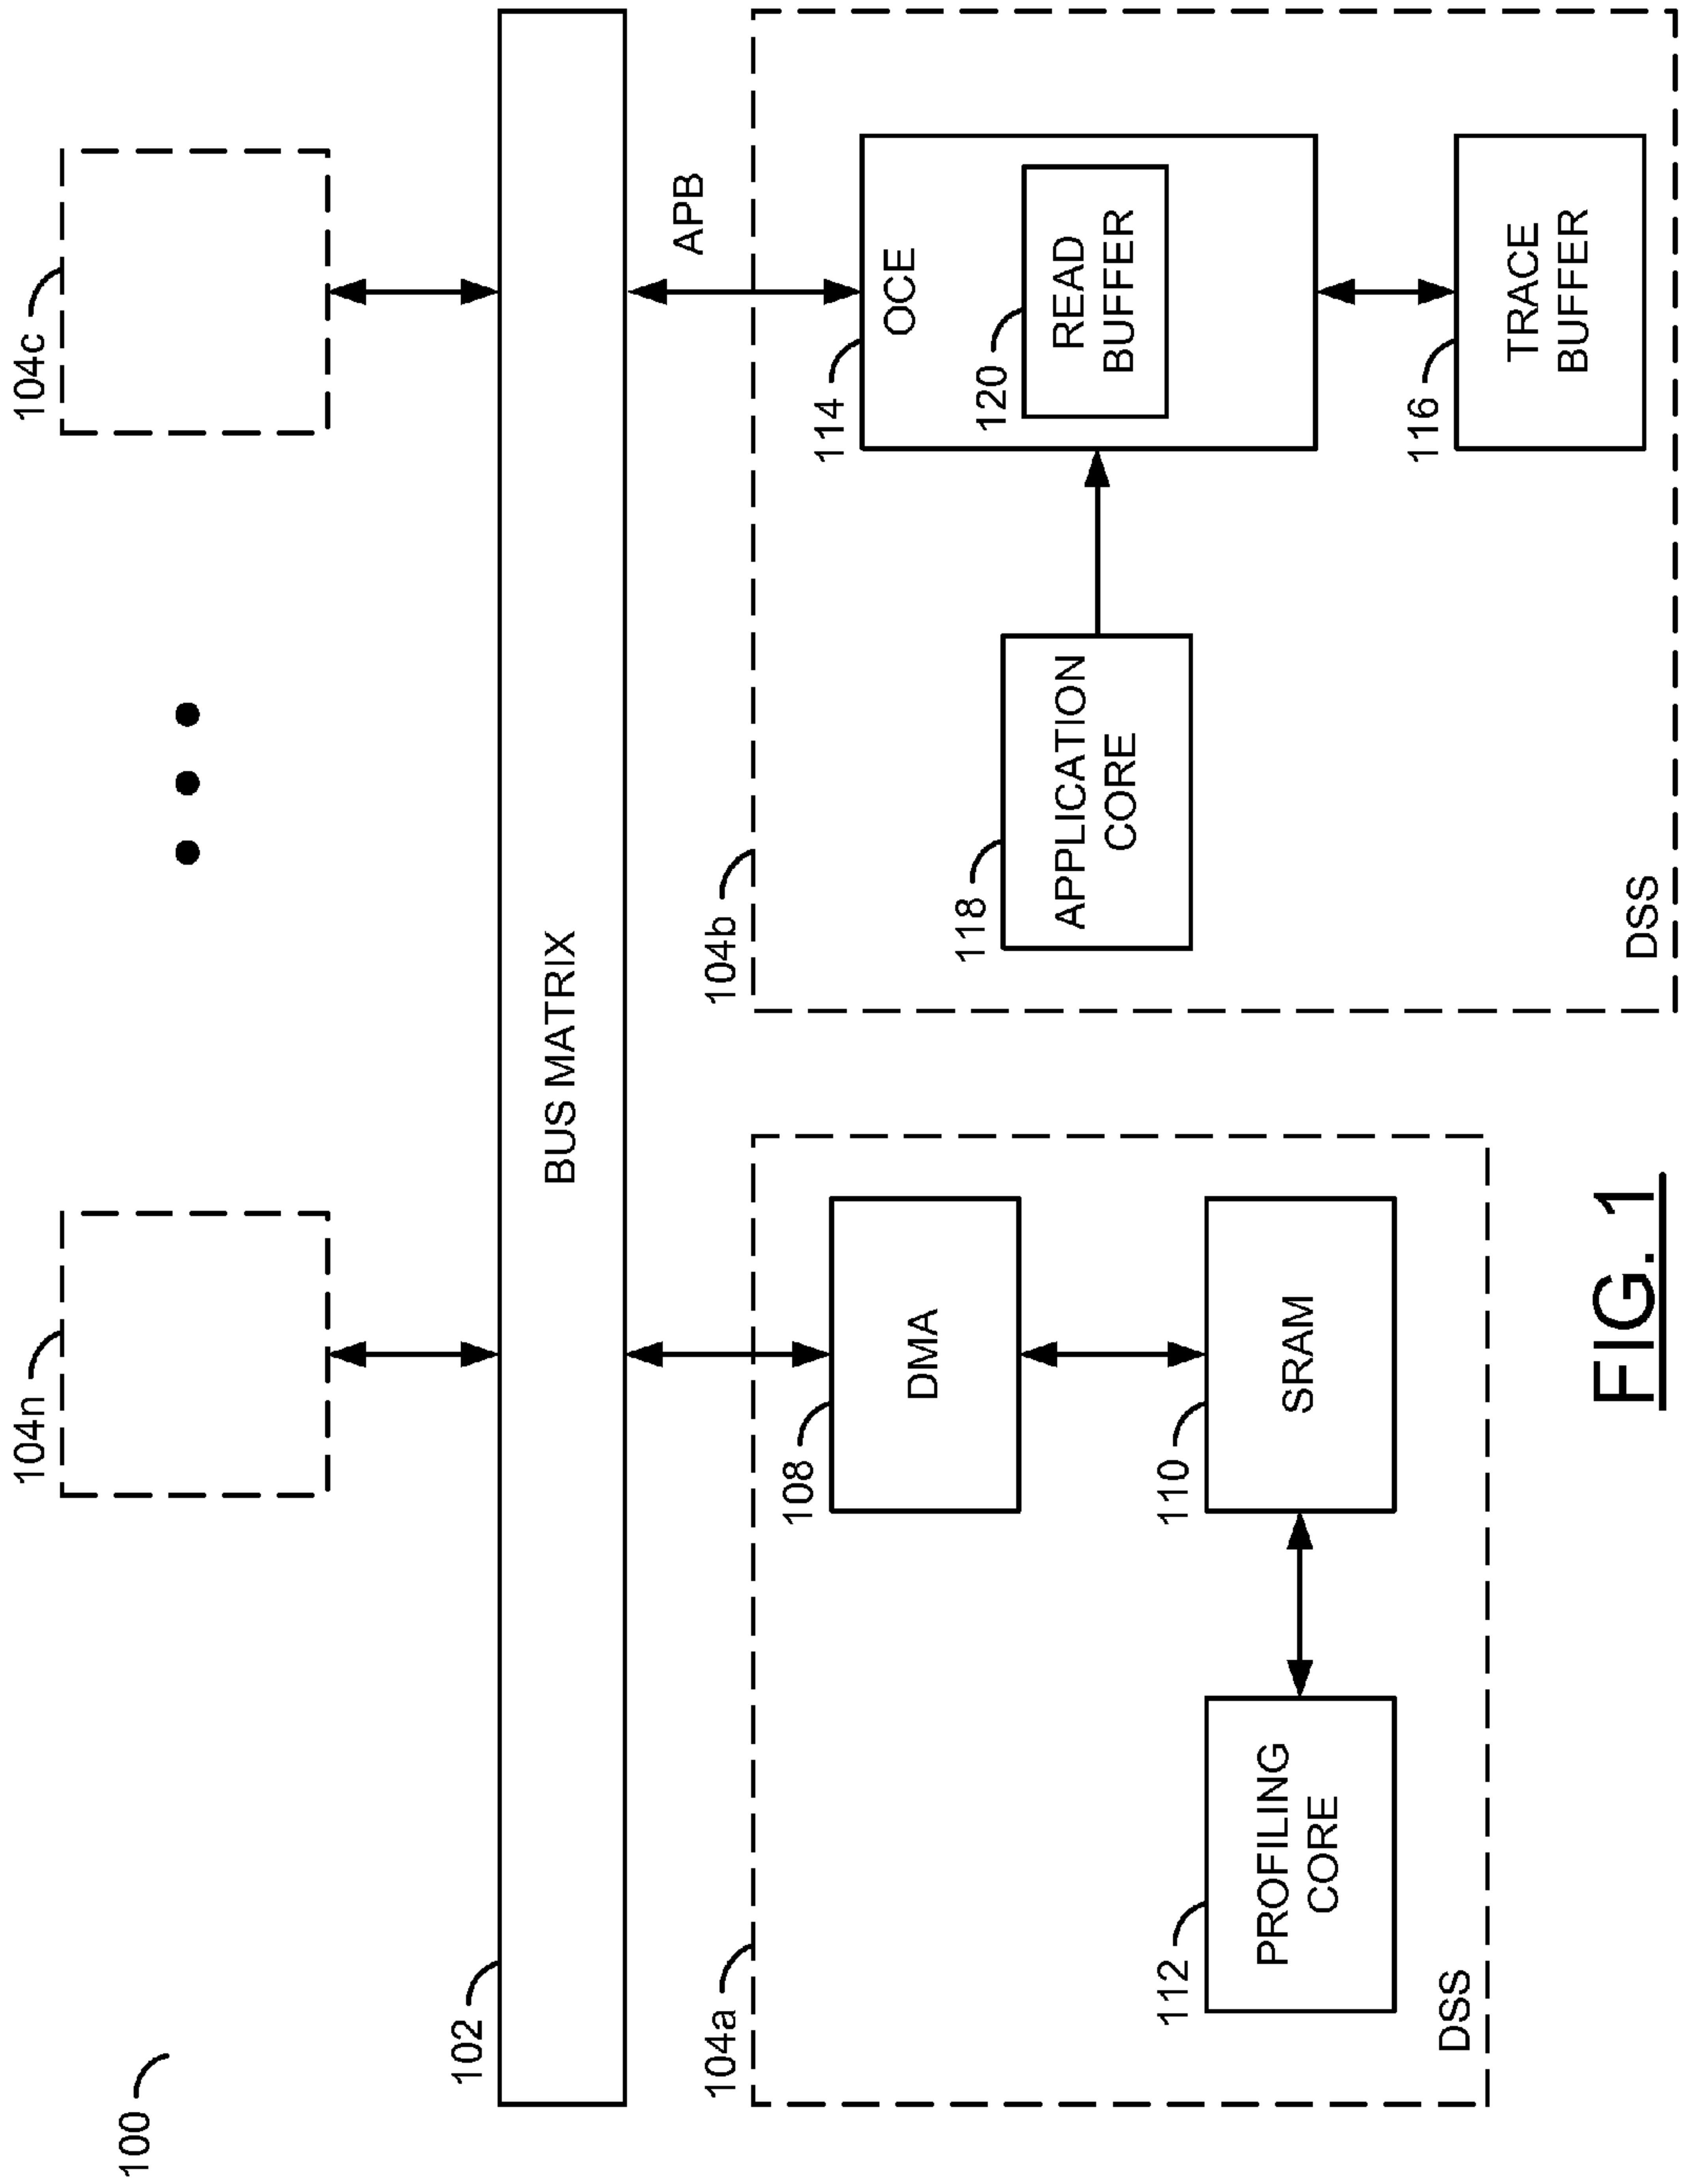 100
104n
104c
102
BUS MATRIX
APB
104a
104b
108
DMA
114
OCE
118
APPLICATION
CORE
120
READ
BUFFER
112
PROFILING
CORE
110
SRAM
116
TRACE
BUFFER
DSS
DSS
FIG. 1